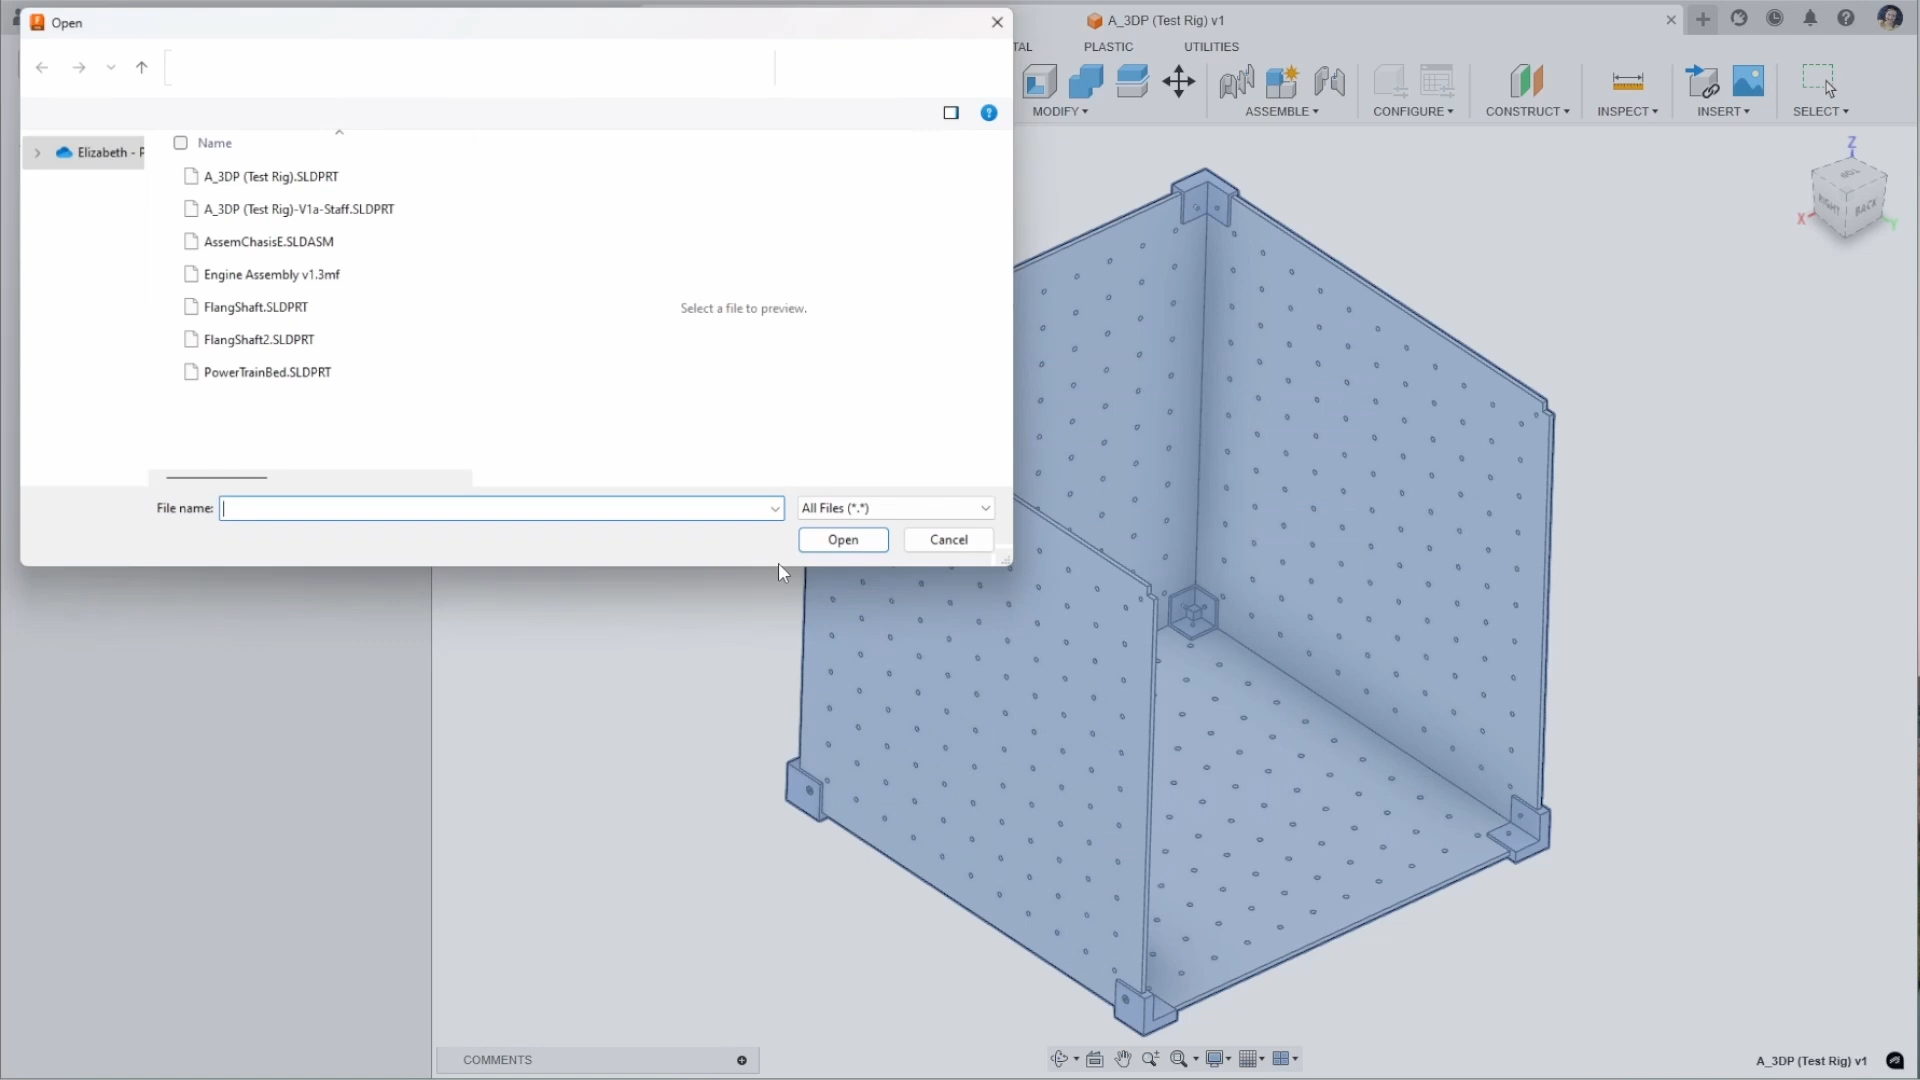 Open
A_3DP (Test Rig) v1
TAL
PLASTIC
UTILITIES
MODIFY
ASSEMBLE
CONFIGURE
CONSTRUCT
INSPECT
INSERT
SELECT
Elizabeth - P
Name
A_3DP (Test Rig).SLDPRT
A_3DP (Test Rig)-V1a-Staff.SLDPRT
AssemChasisE.SLDASM
Engine Assembly v1.3mf
FlangShaft.SLDPRT
FlangShaft2.SLDPRT
PowerTrainBed.SLDPRT
Select a file to preview.
File name:
All Files (*.*)
Open
Cancel
Z
RIGHT
BACK
X
Y
COMMENTS
A_3DP (Test Rig) v1